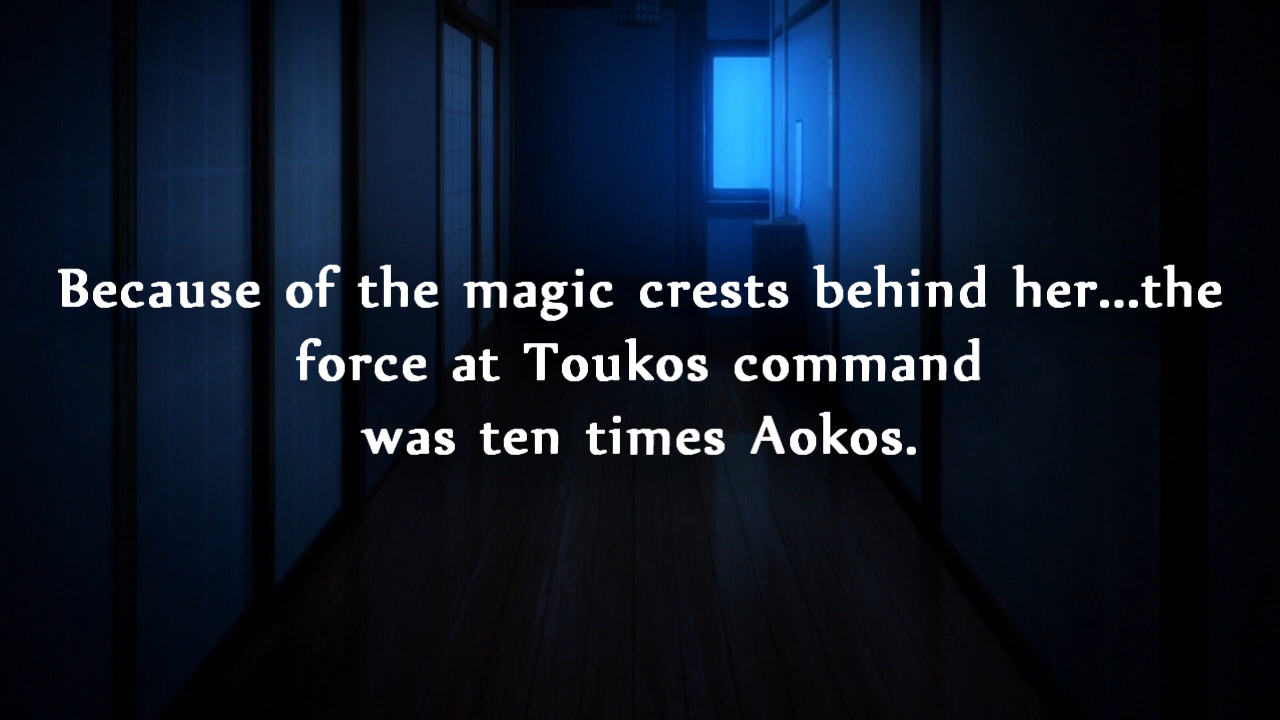 Because of the magic crests behind her...the
force at Toukos command
was ten times Aokos.